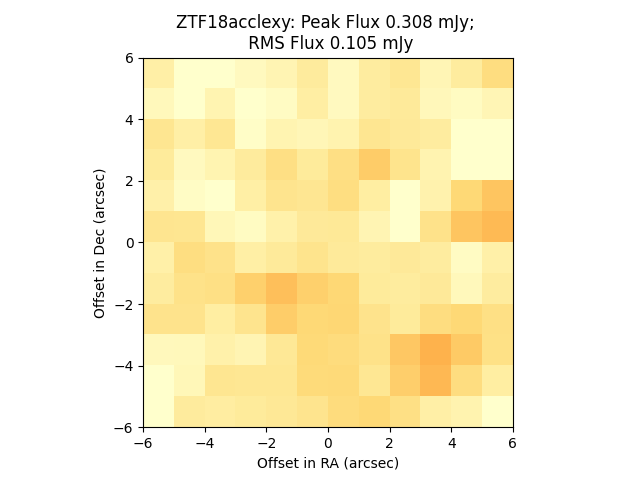 ZTF18acclexy: Peak Flux 0.308 mJy;
RMS Flux 0.105 mJy
6
4
2
0
−2
−4
−6
Offset in Dec (arcsec)
−6 −4 −2 0 2 4 6
Offset in RA (arcsec)